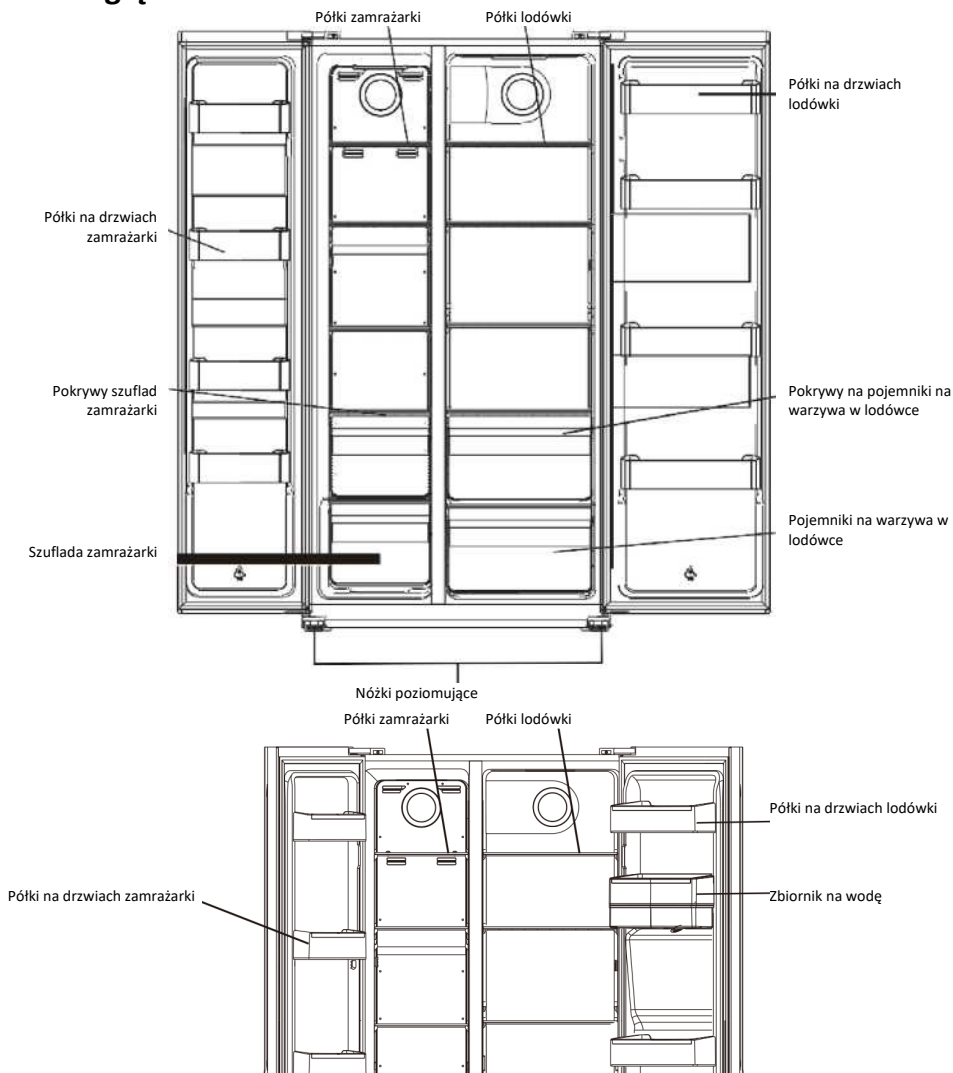 Półki zamrażarki
Półki lodówki
Półki na drzwiach
lodówki
Półki na drzwiach
zamrażarki
Pokrywy szuflad
zamrażarki
Pokrywy na pojemniki na
warzywa w lodówce
Szuflada zamrażarki
Pojemniki na warzywa w
lodówce
Nóżki poziomujące
Półki zamrażarki
Półki lodówki
Półki na drzwiach lodówki
Półki na drzwiach zamrażarki
Zbiornik na wodę